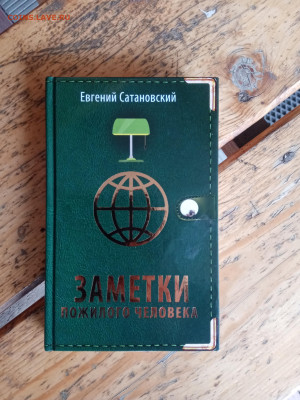 Евгений Сатановский
ЗАМЕТКИ
ПОЖИЛОГО ЧЕЛОВЕКА